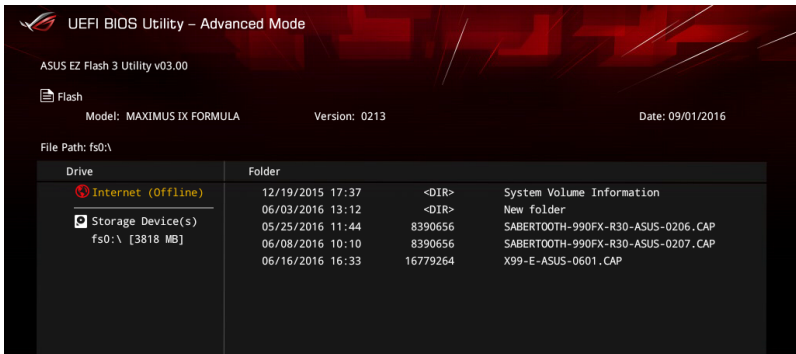 UEFI BIOS Utility – Advanced Mode
ASUS EZ Flash 3 Utility v03.00
Flash
Model: MAXIMUS IX FORMULA Version: 0213 Date: 09/01/2016
File Path: fs0:\
Drive Folder
Internet (Offline) 12/19/2015 17:37 <DIR> System Volume Information
06/03/2016 13:12 <DIR> New folder
Storage Device(s) 05/25/2016 11:44 8390656 SABERTOOTH-990FX-R30-ASUS-0206.CAP
fs0:\ [3818 MB] 06/08/2016 10:10 8390656 SABERTOOTH-990FX-R30-ASUS-0207.CAP
06/16/2016 16:33 16779264 X99-E-ASUS-0601.CAP